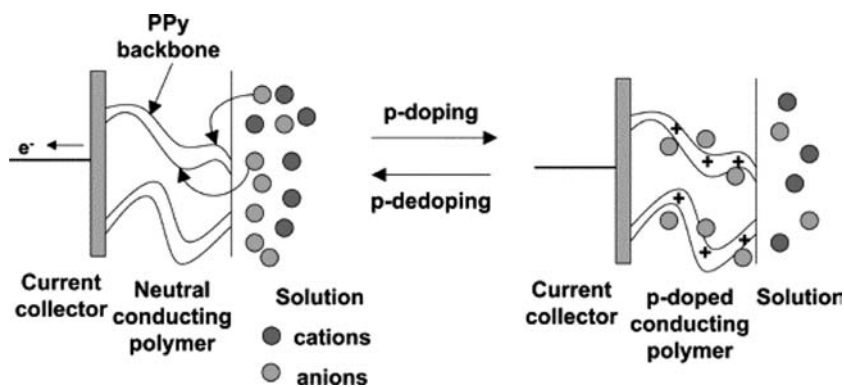 PPy
backbone
e-
p-doping
p-dedoping
Current
collector
Neutral
conducting
polymer
Solution
cations
anions
+
+
+
+
+
+
Current
collector
p-doped
conducting
polymer
Solution